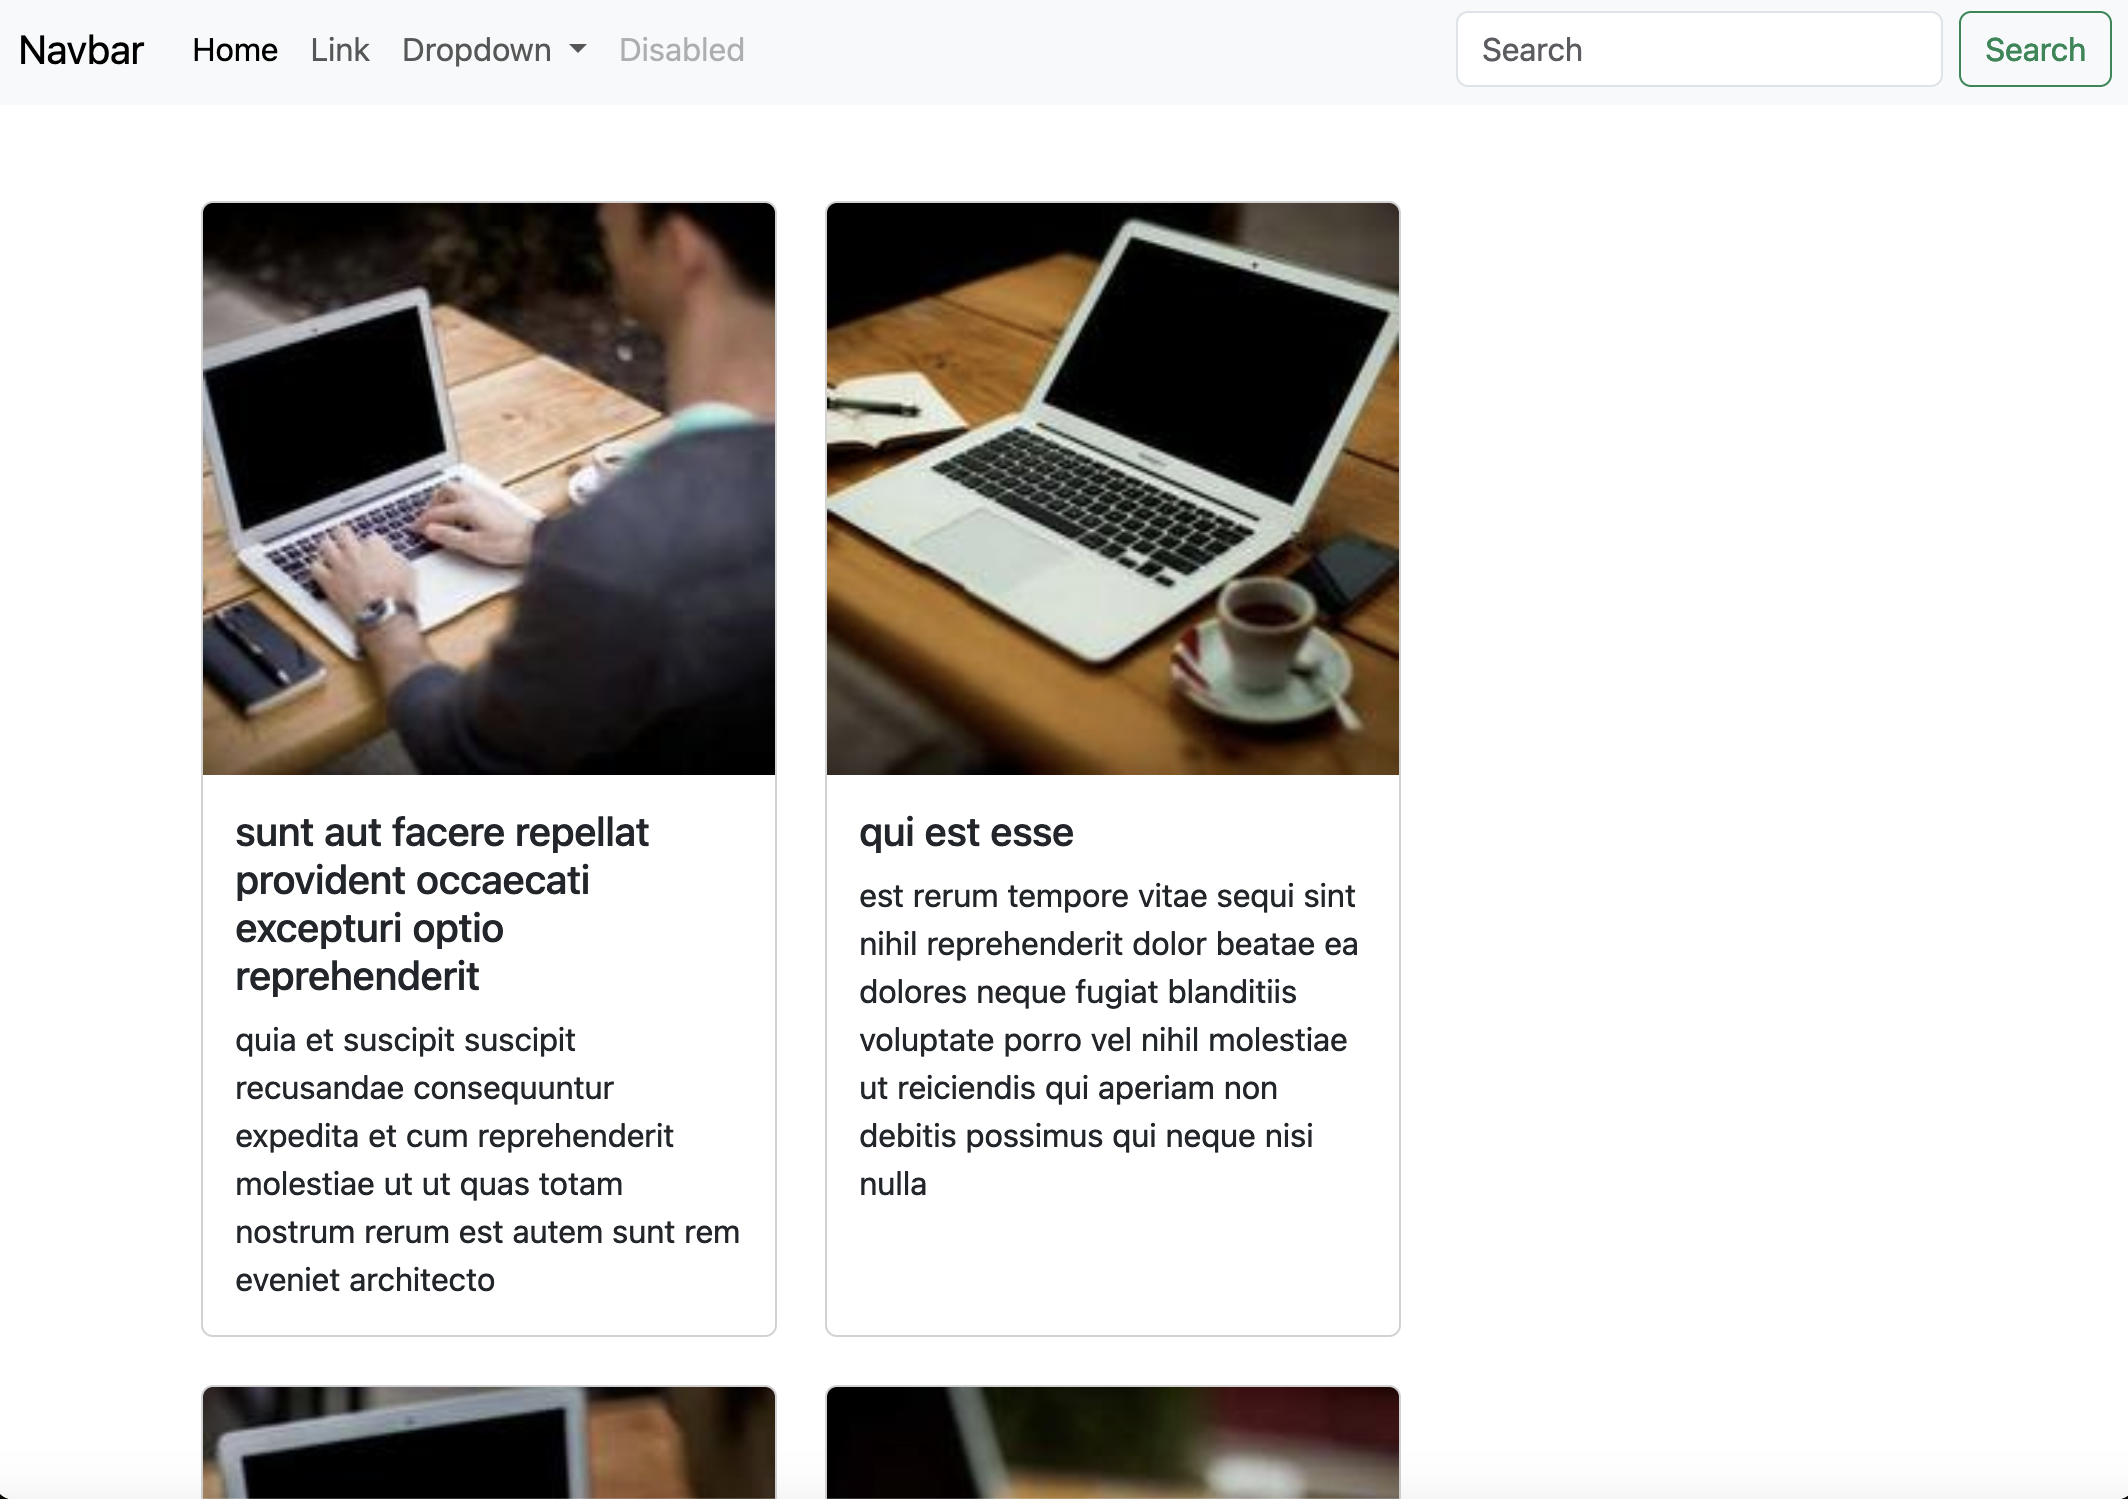 Navbar Home Link Dropdown Disabled Search Search
sunt aut facere repellat
provident occaecati
excepturi optio
reprehenderit
quia et suscipit suscipit
recusandae consequuntur
expedita et cum reprehenderit
molestiae ut ut quas totam
nostrum rerum est autem sunt rem
eveniet architecto
qui est esse
est rerum tempore vitae sequi sint
nihil reprehenderit dolor beatae ea
dolores neque fugiat blanditiis
voluptate porro vel nihil molestiae
ut reiciendis qui aperiam non
debitis possimus qui neque nisi
nulla